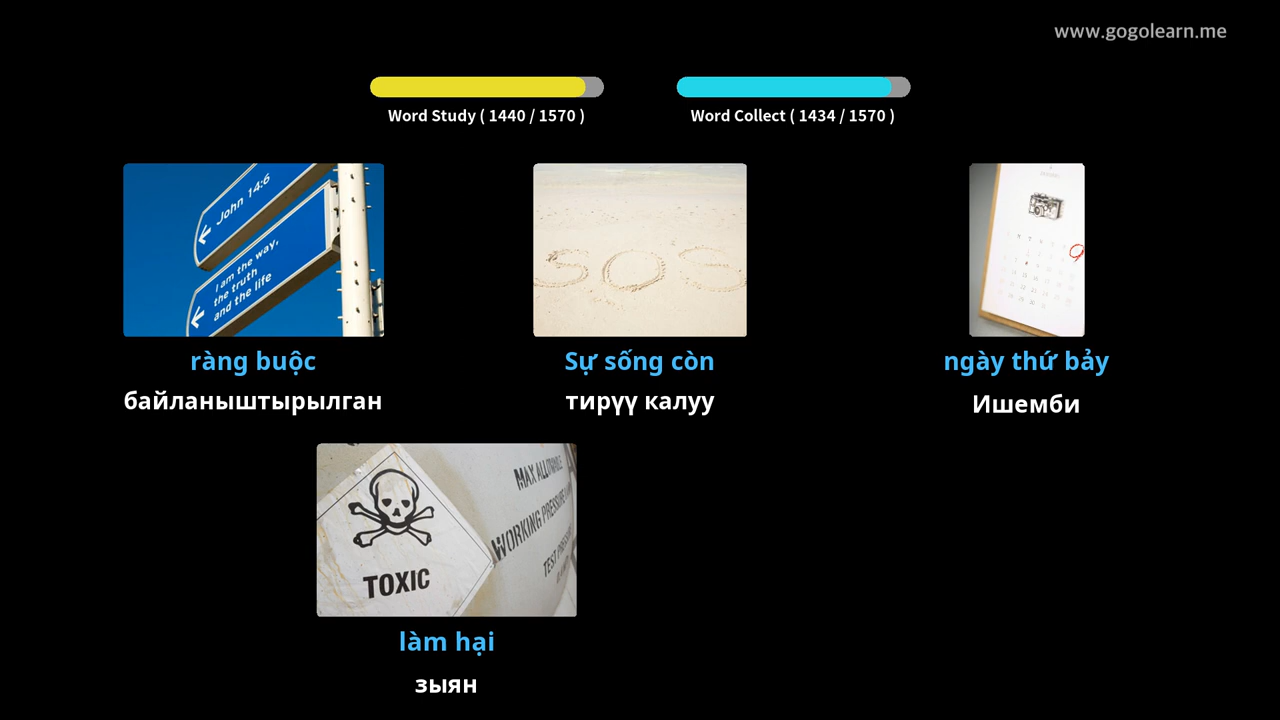 www.gogolearn.me
Word Study ( 1440 / 1570 )
Word Collect ( 1434 / 1570 )
John 14:6
I am the way,
the truth
and the life
SOS
ràng buộc
Sự sống còn
ngày thứ bảy
байланыштырылган
тирүү калуу
Ишемби
TOXIC
WORKING PRESSURE
làm hại
зыян